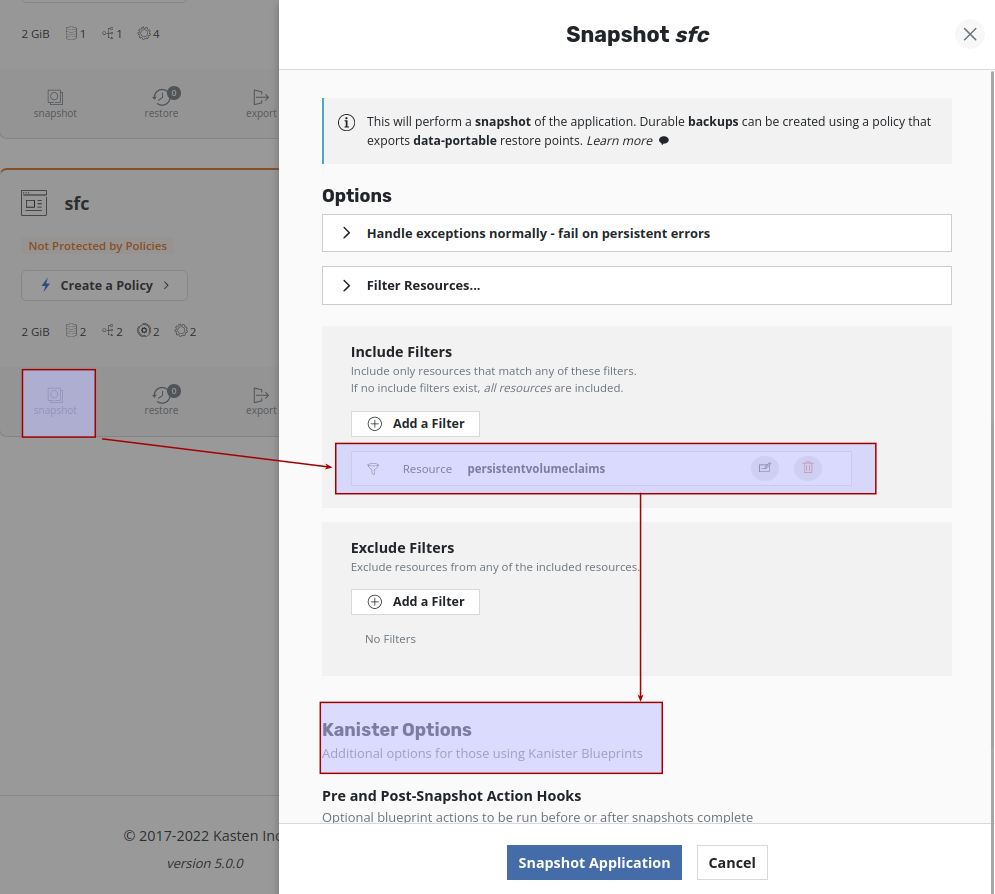 2 GiB 1 1 4
snapshot
0
restore
export
sfc
Not Protected by Policies
Create a Policy
2 GiB 2 2 2 2
snapshot
0
restore
export
© 2017-2022 Kasten Inc
version 5.0.0
Snapshot sfc
This will perform a snapshot of the application. Durable backups can be created using a policy that
exports data-portable restore points. Learn more
Options
Handle exceptions normally - fail on persistent errors
Filter Resources...
Include Filters
Include only resources that match any of these filters.
If no include filters exist, all resources are included.
Add a Filter
Resource persistentvolumeclaims
Exclude Filters
Exclude resources from any of the included resources.
Add a Filter
No Filters
Kanister Options
Additional options for those using Kanister Blueprints
Pre and Post-Snapshot Action Hooks
Optional blueprint actions to be run before or after snapshots complete
Snapshot Application
Cancel